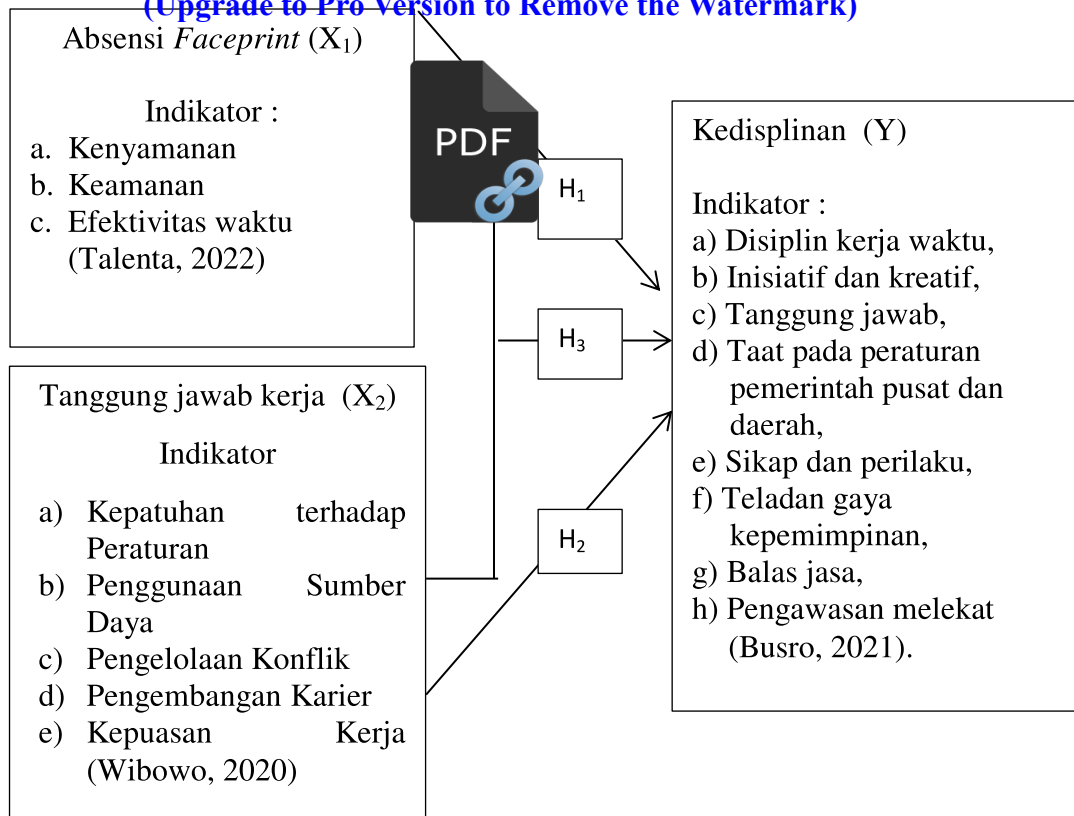 (Upgrade to Pro Version to Remove the Watermark)
Absensi Faceprint (X₁)
Indikator :
a. Kenyamanan
b. Keamanan
c. Efektivitas waktu
(Talenta, 2022)
Tanggung jawab kerja (X₂)
Indikator
a) Kepatuhan terhadap
Peraturan
b) Penggunaan Sumber
Daya
c) Pengelolaan Konflik
d) Pengembangan Karier
e) Kepuasan Kerja
(Wibowo, 2020)
PDF
H₁
H₃
H₂
Kedisplinan (Y)
Indikator :
a) Disiplin kerja waktu,
b) Inisiatif dan kreatif,
c) Tanggung jawab,
d) Taat pada peraturan
pemerintah pusat dan
daerah,
e) Sikap dan perilaku,
f) Teladan gaya
kepemimpinan,
g) Balas jasa,
h) Pengawasan melekat
(Busro, 2021).